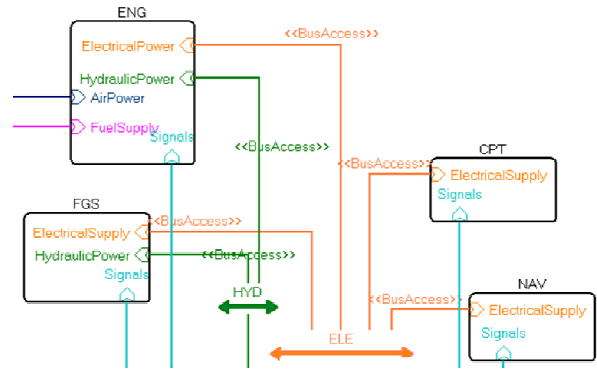 ENG
<<BusAccess>>
ElectricalPower
HydraulicPower
AirPower
FuelSupply
Signals
<<BusAccess>>
<<BusAccess>>
CPT
ElectricalSupply
Signals
FGS
<<BusAccess>>
ElectricalSupply
HydraulicPower
<<BusAccess>>
Signals
HYD
NAV
<<BusAccess>>
ElectricalSupply
Signals
ELE